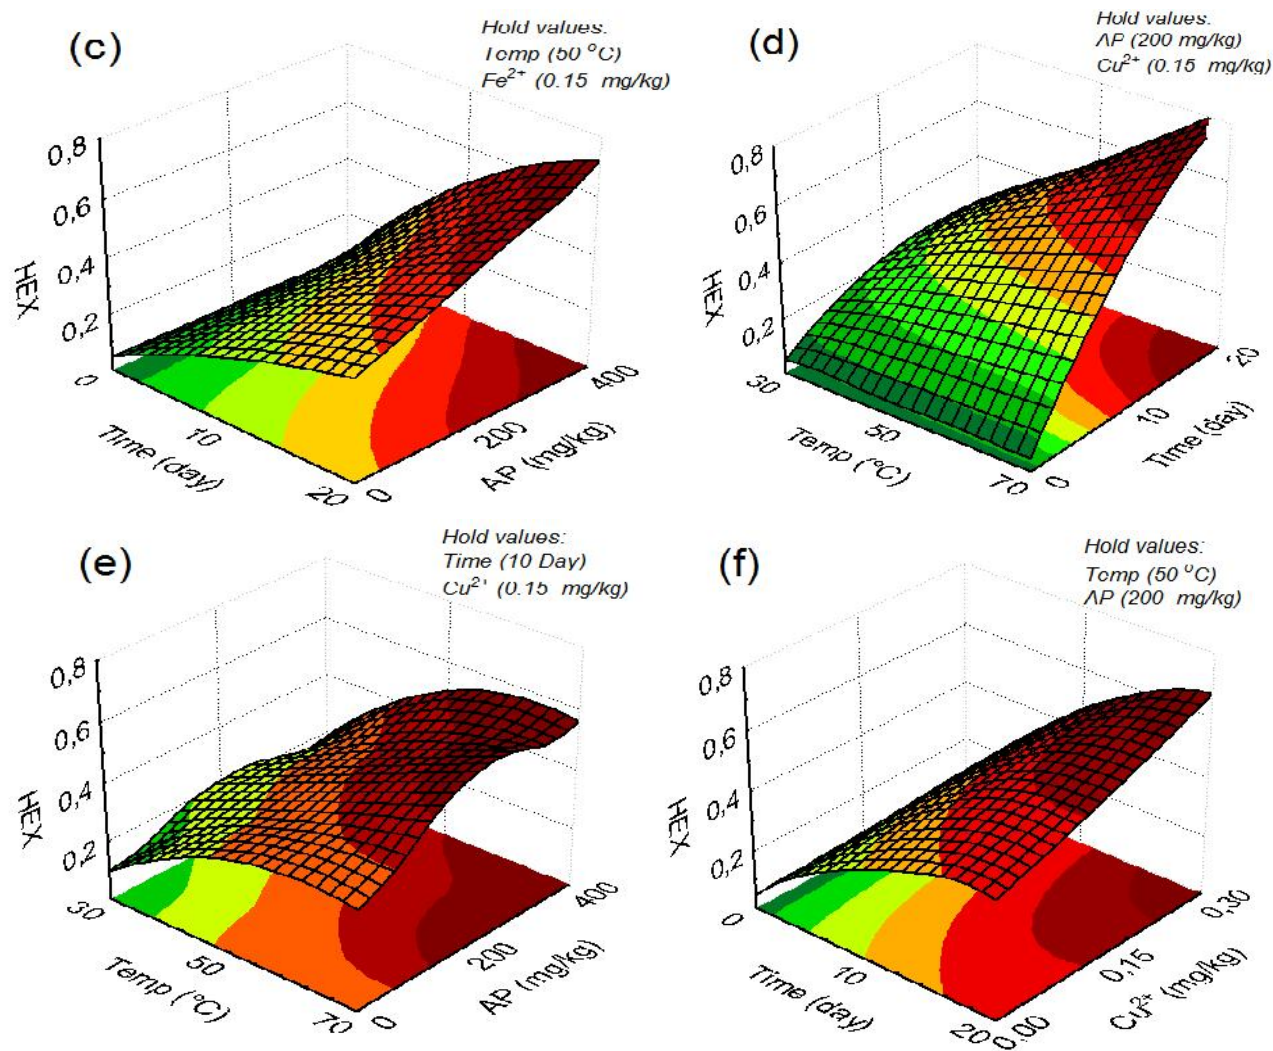 (c)
Hold values:
Temp (50 °C)
Fe²⁺ (0.15 mg/kg)
0,8
0,6
0,4
0,2
HEX
0
10
20
Time (day)
0
200
400
AP (mg/kg)
(d)
Hold values:
AP (200 mg/kg)
Cu²⁺ (0.15 mg/kg)
0,8
0,6
0,4
0,2
HEX
30
50
70
Temp (°C)
0
10
Time (day)
(e)
Hold values:
Time (10 Day)
Cu²⁺ (0.15 mg/kg)
0,8
0,6
0,4
0,2
HEX
30
50
70
Temp (°C)
0
200
400
AP (mg/kg)
(f)
Hold values:
Temp (50 °C)
AP (200 mg/kg)
0,8
0,6
0,4
0,2
HEX
0
10
20
Time (day)
0,00
0,15
0,30
Cu²⁺ (mg/kg)